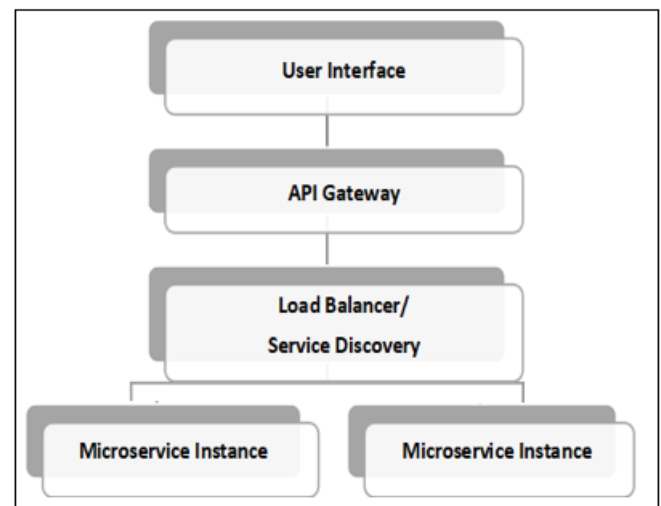 User Interface
API Gateway
Load Balancer/
Service Discovery
Microservice Instance
Microservice Instance